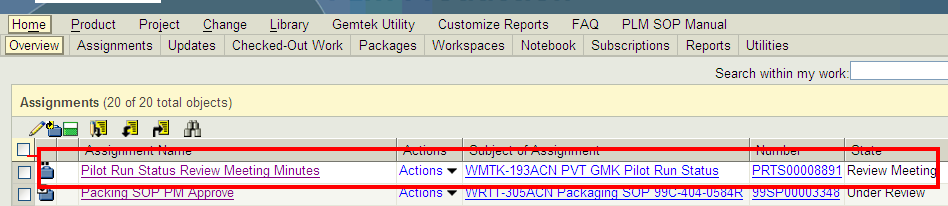 Home Product Project Change Library Gemtek Utility Customize Reports FAQ PLM SOP Manual
Overview Assignments Updates Checked-Out Work Packages Workspaces Notebook Subscriptions Reports Utilities
Search within my work:
Assignments (20 of 20 total objects)
Assignment Name Actions Subject of Assignment Number State
Pilot Run Status Review Meeting Minutes Actions WMTK-193ACN PVT GMK Pilot Run Status PRTS00008891 Review Meeting
Packing SOP PM Approve Actions WRTT-305ACN Packaging SOP 99C-404-0584R 99SP00003348 Under Review